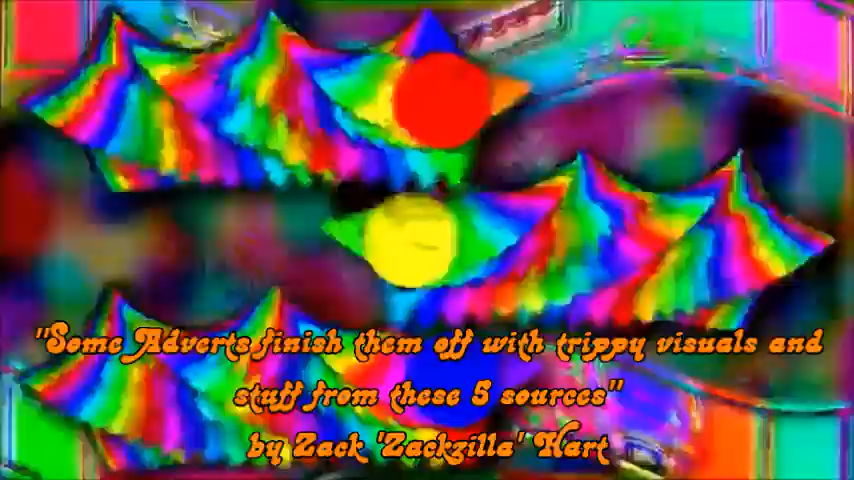 "Some Adverts finish them off with trippy visuals and
stuff from these 5 sources"
by Zack 'Zackzilla' Hart